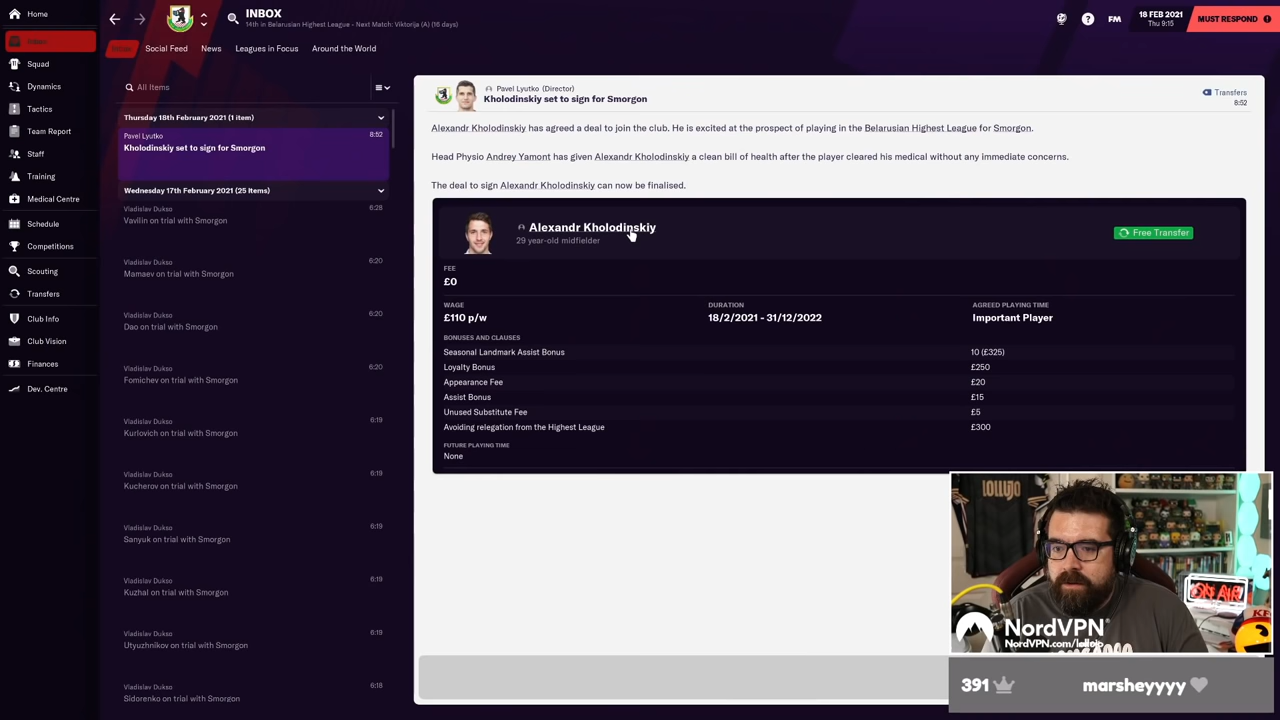 Home
INBOX
14th in Belarusian Highest League - Next Match: Viktorija (A) (16 days)
FM
18 FEB 2021
Thu 9:15
MUST RESPOND
Inbox
Squad
Dynamics
Tactics
Team Report
Staff
Training
Medical Centre
Schedule
Competitions
Scouting
Transfers
Club Info
Club Vision
Finances
Dev. Centre
Inbox
Social Feed
News
Leagues in Focus
Around the World
All Items
Thursday 18th February 2021 (1 item)
Pavel Lyutko
8:52
Kholodinskiy set to sign for Smorgon
Wednesday 17th February 2021 (25 Items)
Vladislav Dukso
6:28
Vavilin on trial with Smorgon
Vladislav Dukso
6:20
Mamaev on trial with Smorgon
Vladislav Dukso
6:20
Dao on trial with Smorgon
Vladislav Dukso
6:20
Fomichev on trial with Smorgon
Vladislav Dukso
6:19
Kurlovich on trial with Smorgon
Vladislav Dukso
6:19
Kucherov on trial with Smorgon
Vladislav Dukso
6:19
Sanyuk on trial with Smorgon
Vladislav Dukso
6:19
Kuzhal on trial with Smorgon
Vladislav Dukso
6:19
Utyuzhnikov on trial with Smorgon
Vladislav Dukso
6:18
Sidorenko on trial with Smorgon
Pavel Lyutko (Director)
Kholodinskiy set to sign for Smorgon
Transfers
8:52
Alexandr Kholodinskiy has agreed a deal to join the club. He is excited at the prospect of playing in the Belarusian Highest League for Smorgon.
Head Physio Andrey Yamont has given Alexandr Kholodinskiy a clean bill of health after the player cleared his medical without any immediate concerns.
The deal to sign Alexandr Kholodinskiy can now be finalised.
Alexandr Kholodinskiy
29 year-old midfielder
Free Transfer
FEE
£0
WAGE
£110 p/w
DURATION
18/2/2021 - 31/12/2022
AGREED PLAYING TIME
Important Player
BONUSES AND CLAUSES
Seasonal Landmark Assist Bonus
10 (£325)
Loyalty Bonus
£250
Appearance Fee
£20
Assist Bonus
£15
Unused Substitute Fee
£5
Avoiding relegation from the Highest League
£300
FUTURE PLAYING TIME
None
lollujo
ON AIR
NordVPN®
NordVPN.com/lollujo
391
marsheyyyy